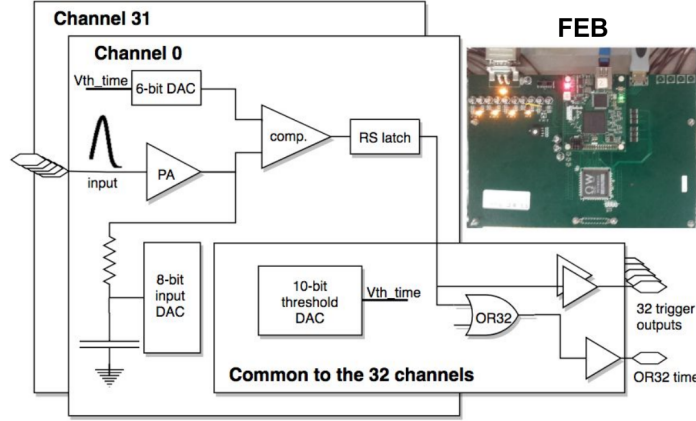 Channel 31
FEB
Channel 0
Vth_time
6-bit DAC
comp.
RS latch
input
PA
8-bit
input
DAC
10-bit
threshold
DAC
Vth_time
OR32
32 trigger
outputs
OR32 time
Common to the 32 channels